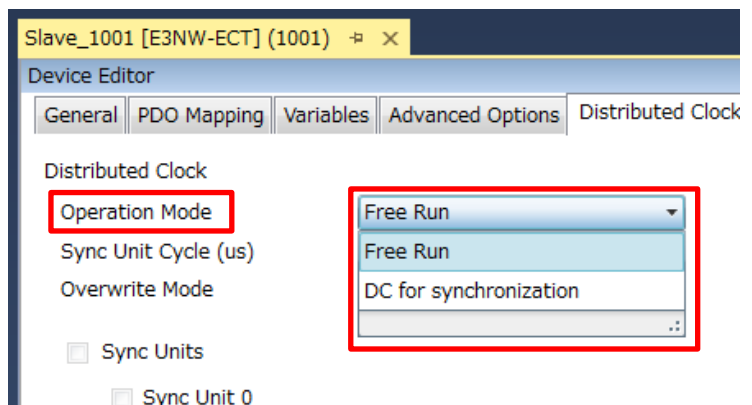 Slave_1001 [E3NW-ECT] (1001)
Device Editor
General PDO Mapping Variables Advanced Options Distributed Clock
Distributed Clock
Operation Mode Free Run
Sync Unit Cycle (us) Free Run
Overwrite Mode DC for synchronization
Sync Units
Sync Unit 0